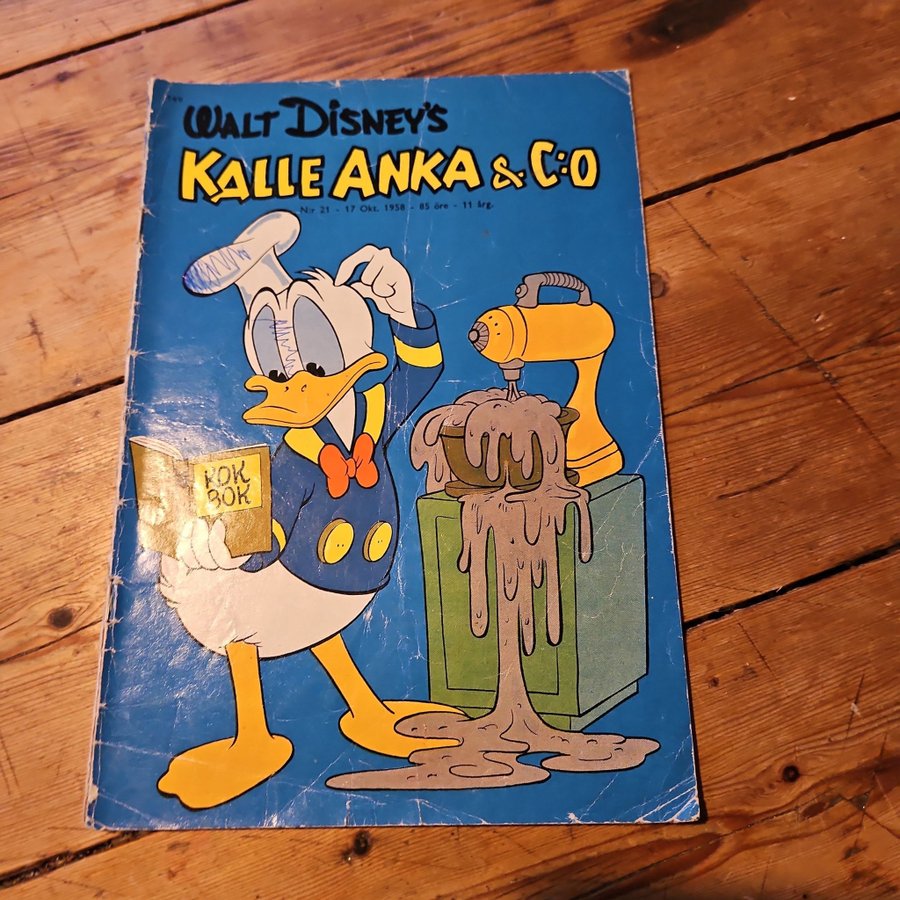 WALT DISNEY'S
KALLE ANKA & C:O
Nr 21 - 17 Okt. 1958 - 85 öre - 11 årg.
KOK
BOK